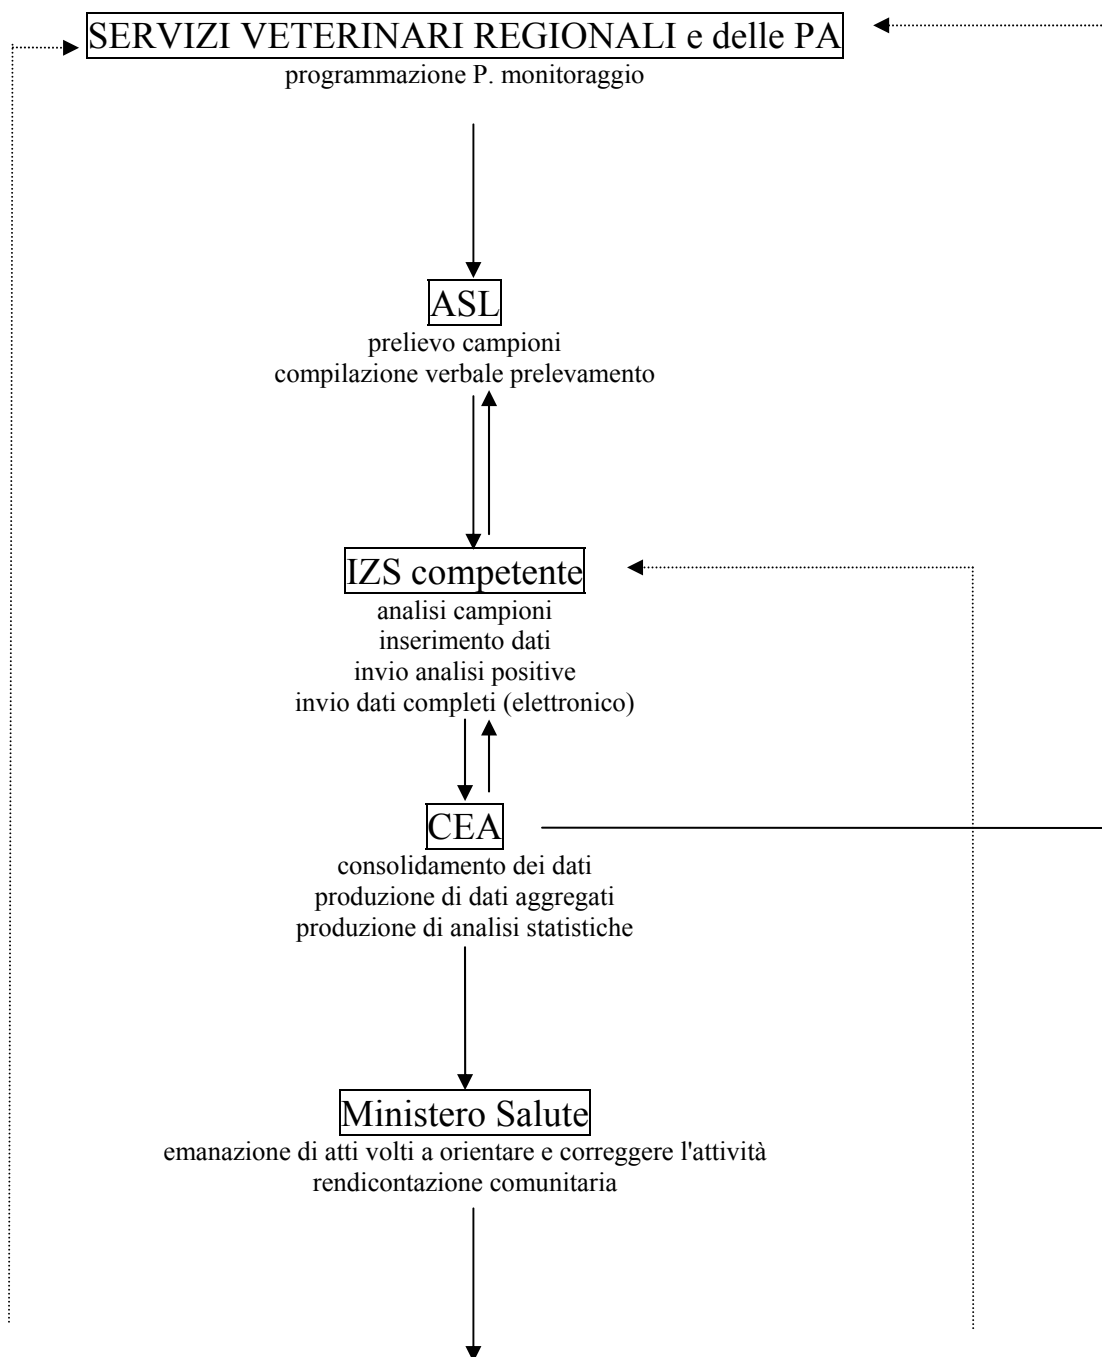 SERVIZI VETERINARI REGIONALI e delle PA
programmazione P. monitoraggio
ASL
prelievo campioni
compilazione verbale prelevamento
IZS competente
analisi campioni
inserimento dati
invio analisi positive
invio dati completi (elettronico)
CEA
consolidamento dei dati
produzione di dati aggregati
produzione di analisi statistiche
Ministero Salute
emanazione di atti volti a orientare e correggere l'attività
rendicontazione comunitaria